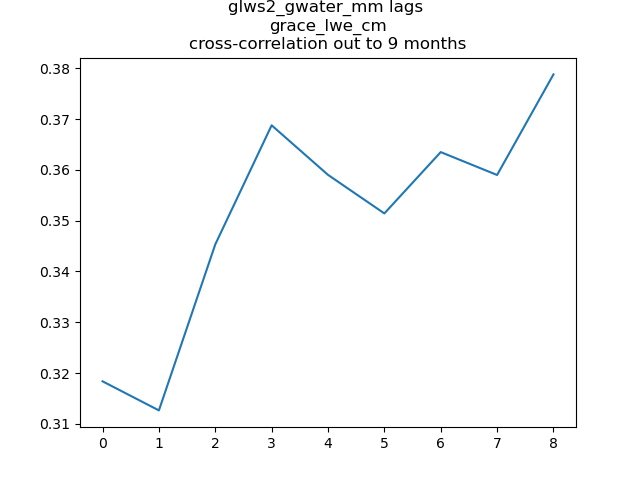 glws2_gwater_mm lags
grace_lwe_cm
cross-correlation out to 9 months
0.38
0.37
0.36
0.35
0.34
0.33
0.32
0.31
0 1 2 3 4 5 6 7 8